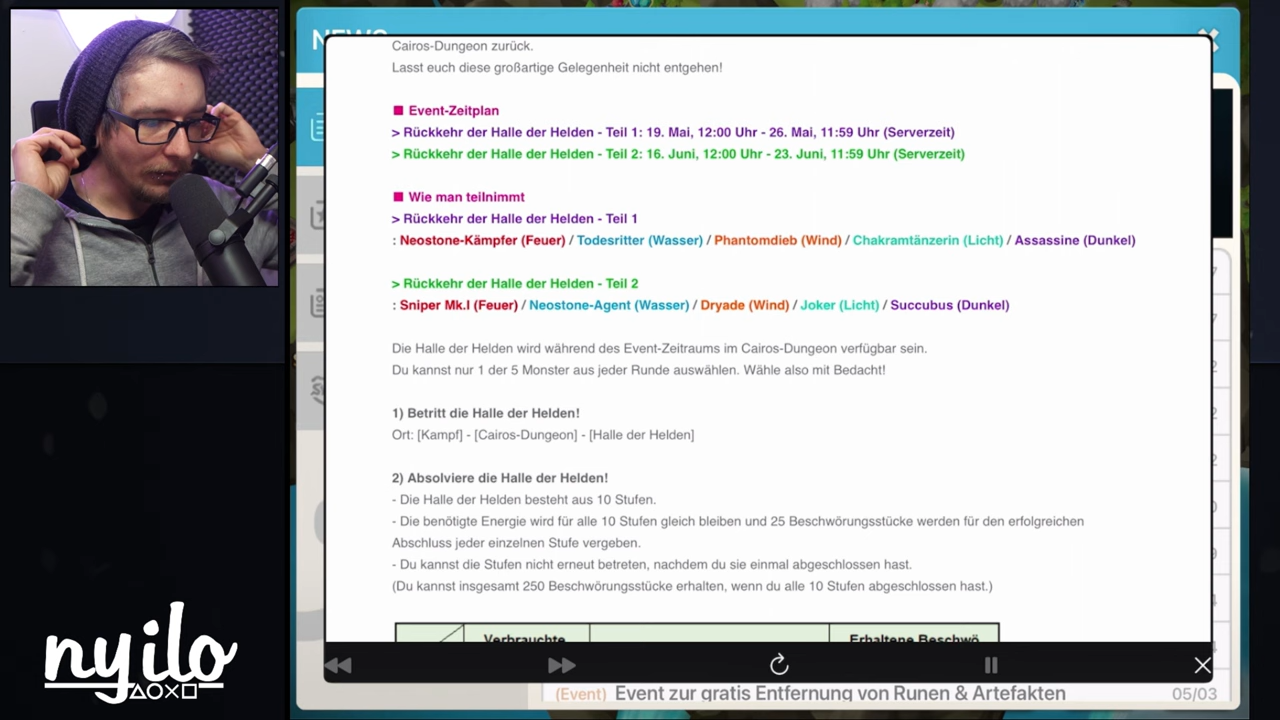 Cairos-Dungeon zurück.
Lasst euch diese großartige Gelegenheit nicht entgehen!
■ Event-Zeitplan
> Rückkehr der Halle der Helden - Teil 1: 19. Mai, 12:00 Uhr - 26. Mai, 11:59 Uhr (Serverzeit)
> Rückkehr der Halle der Helden - Teil 2: 16. Juni, 12:00 Uhr - 23. Juni, 11:59 Uhr (Serverzeit)
■ Wie man teilnimmt
> Rückkehr der Halle der Helden - Teil 1
: Neostone-Kämpfer (Feuer) / Todesritter (Wasser) / Phantomdieb (Wind) / Chakramtänzerin (Licht) / Assassine (Dunkel)
> Rückkehr der Halle der Helden - Teil 2
: Sniper Mk.I (Feuer) / Neostone-Agent (Wasser) / Dryade (Wind) / Joker (Licht) / Succubus (Dunkel)
Die Halle der Helden wird während des Event-Zeitraums im Cairos-Dungeon verfügbar sein.
Du kannst nur 1 der 5 Monster aus jeder Runde auswählen. Wähle also mit Bedacht!
1) Betritt die Halle der Helden!
Ort: [Kampf] - [Cairos-Dungeon] - [Halle der Helden]
2) Absolviere die Halle der Helden!
- Die Halle der Helden besteht aus 10 Stufen.
- Die benötigte Energie wird für alle 10 Stufen gleich bleiben und 25 Beschwörungsstücke werden für den erfolgreichen
Abschluss jeder einzelnen Stufe vergeben.
- Du kannst die Stufen nicht erneut betreten, nachdem du sie einmal abgeschlossen hast.
(Du kannst insgesamt 250 Beschwörungsstücke erhalten, wenn du alle 10 Stufen abgeschlossen hast.)
Verbrauchte Erhaltene Beschwö
(Event) Event zur gratis Entfernung von Runen & Artefakten 05/03
nyilo